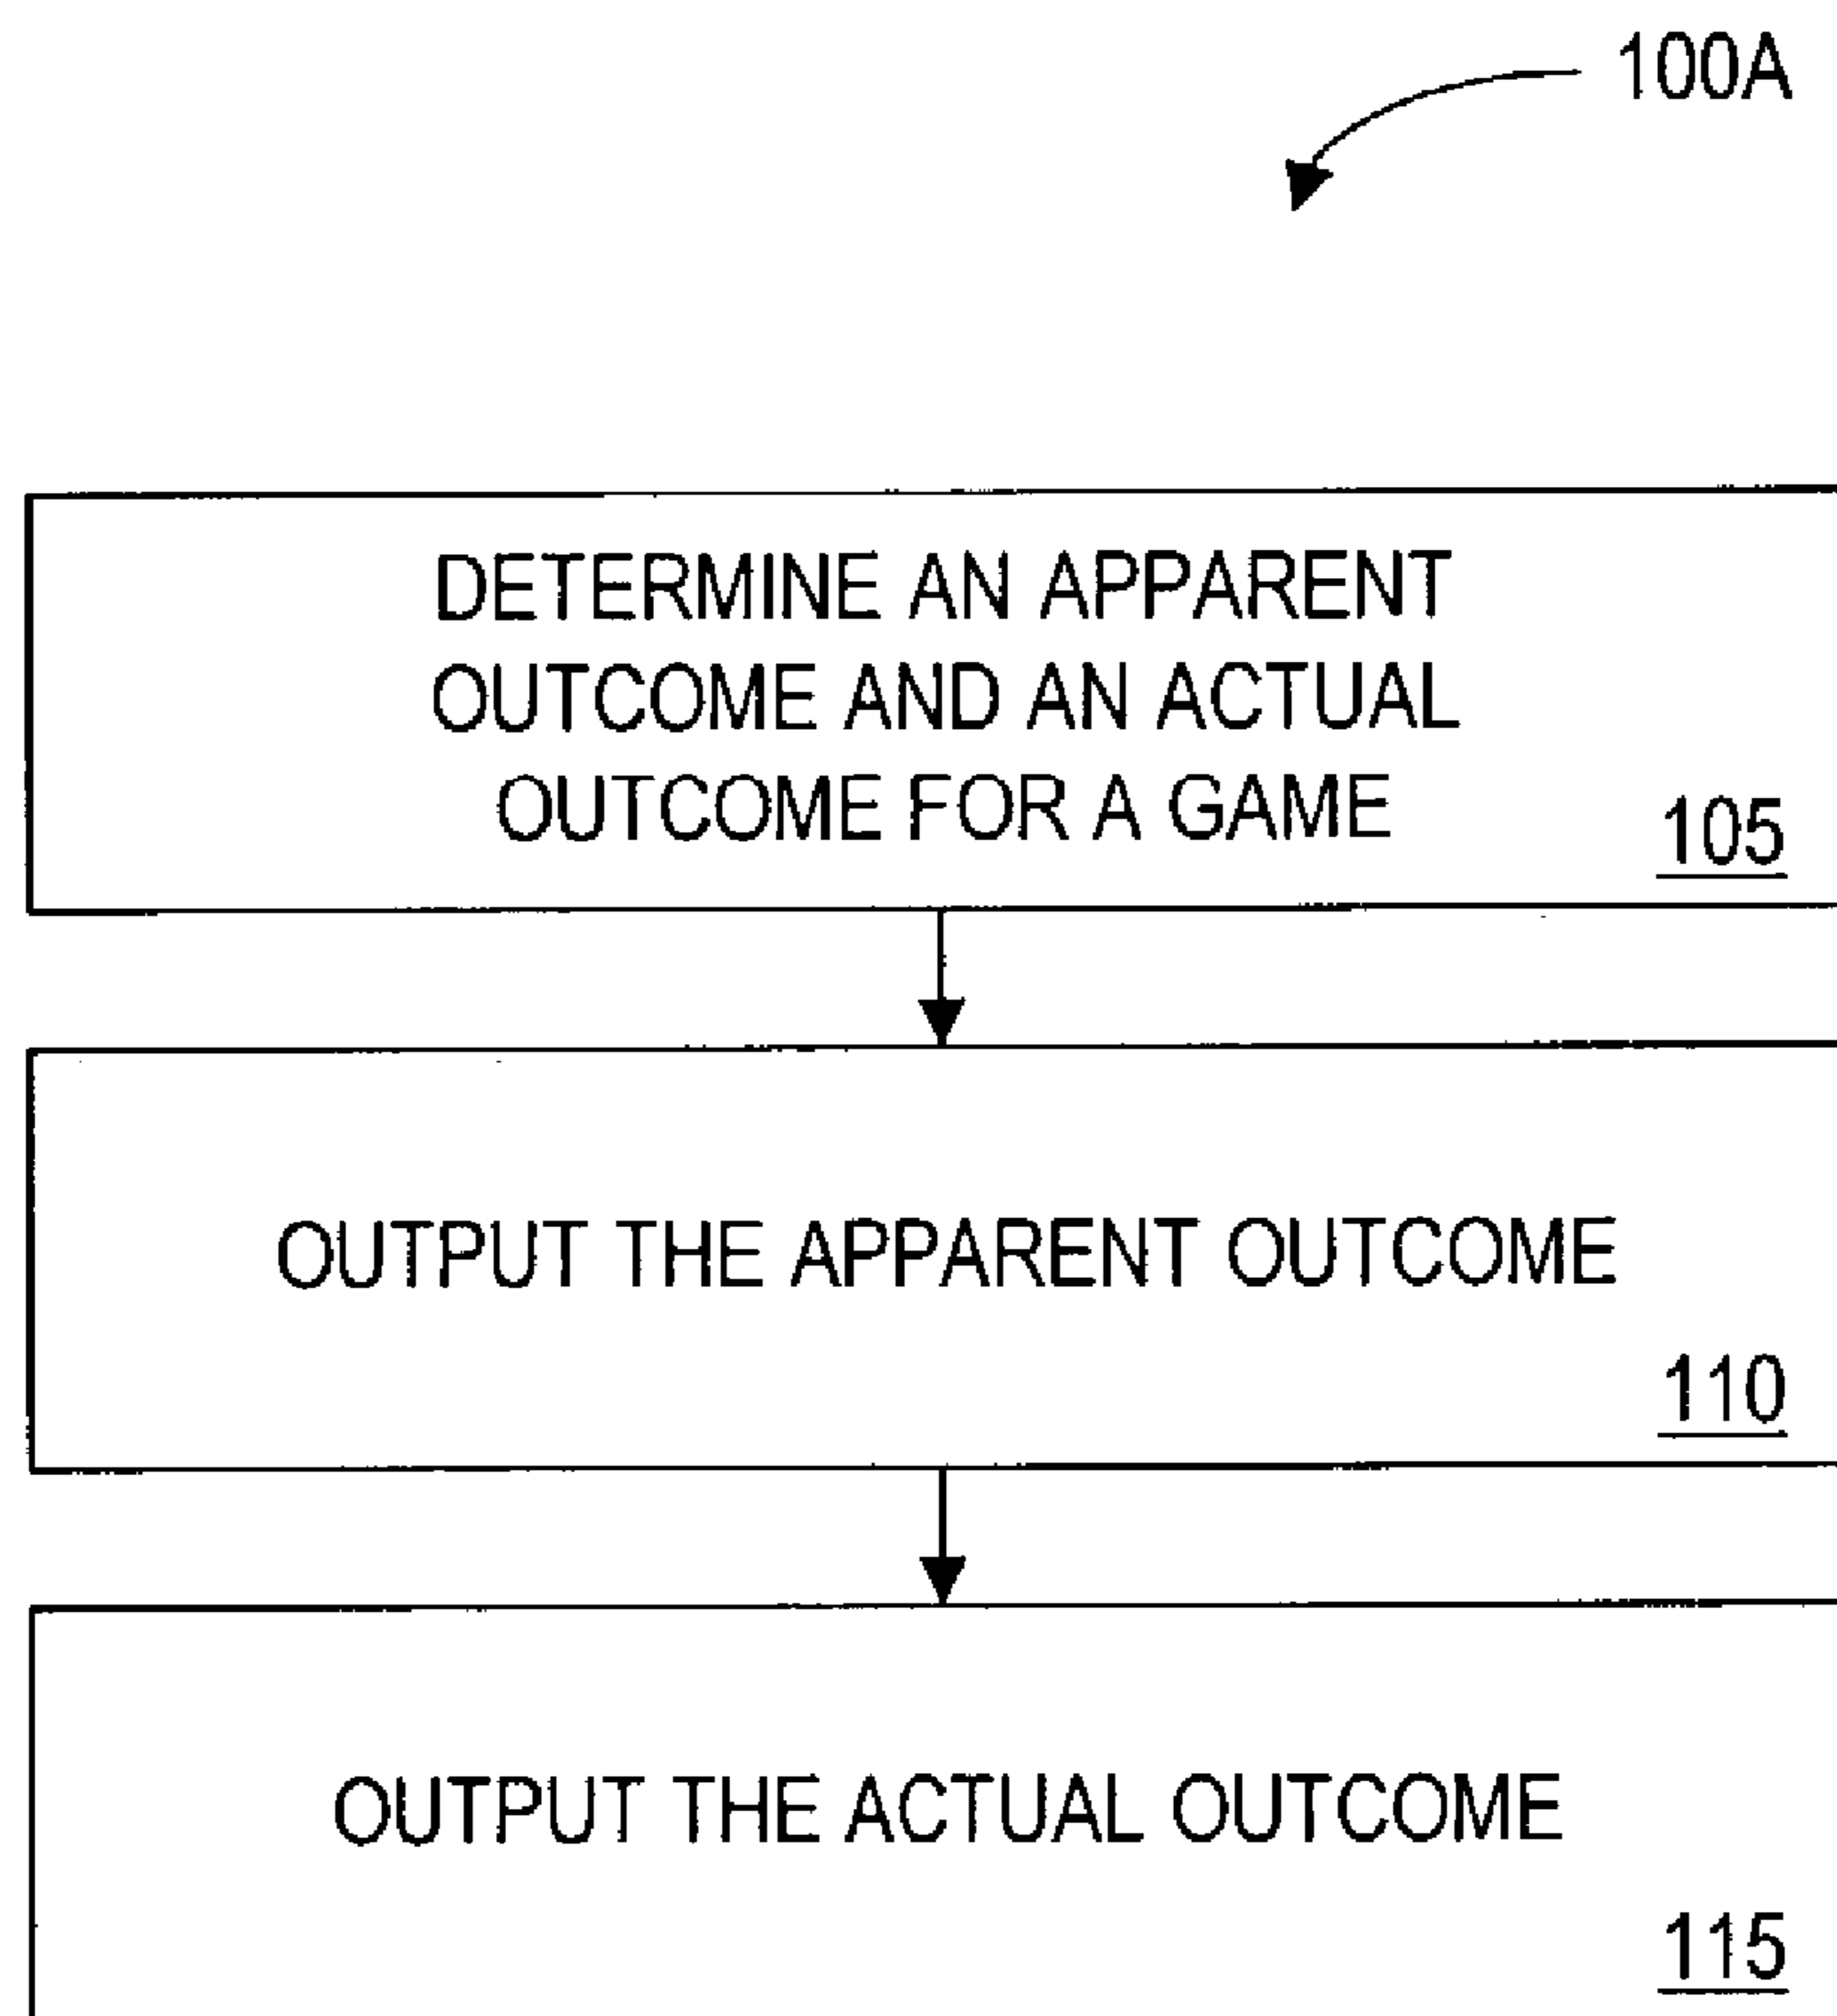 100A
DETERMINE AN APPARENT
OUTCOME AND AN ACTUAL
OUTCOME FOR A GAME
105
OUTPUT THE APPARENT OUTCOME
110
OUTPUT THE ACTUAL OUTCOME
115